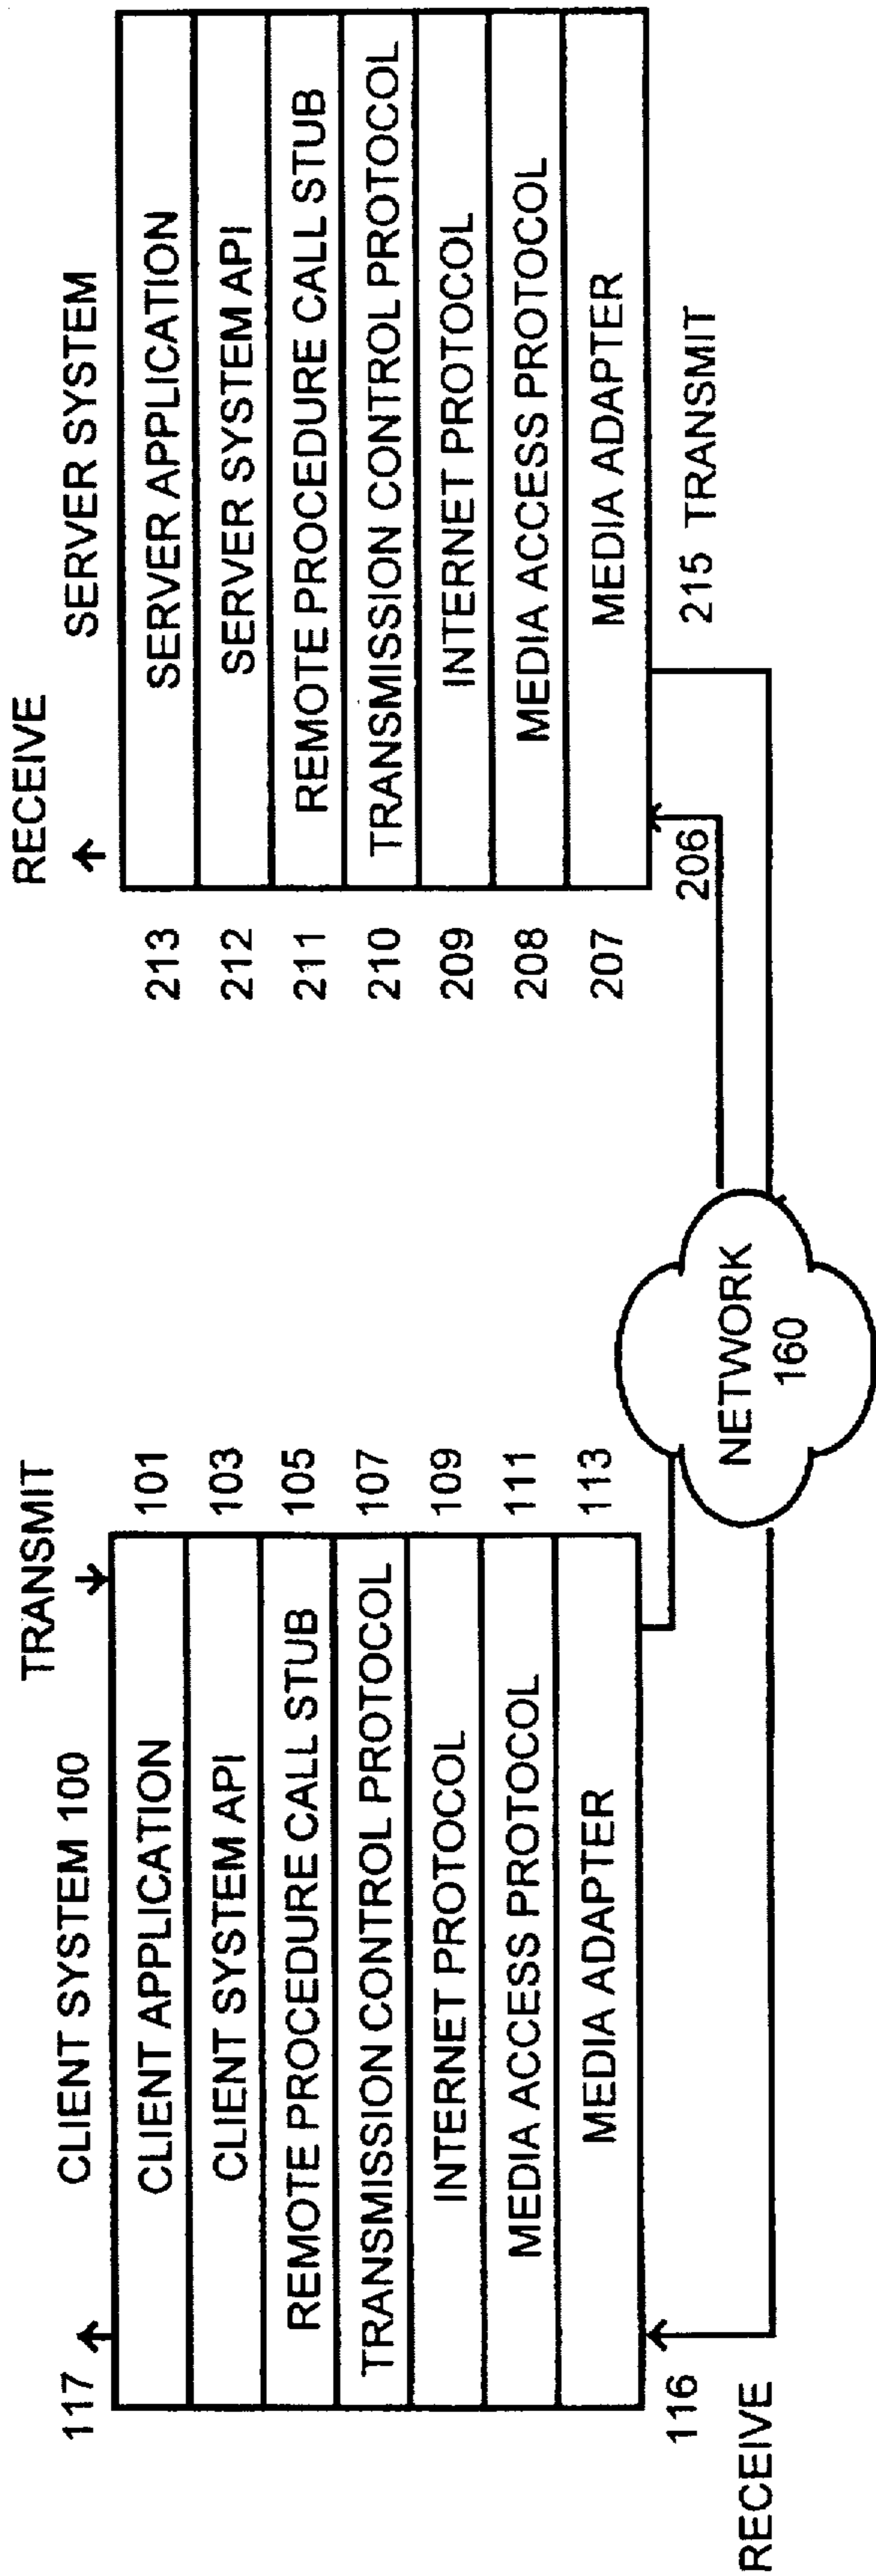 CLIENT SYSTEM 100
TRANSMIT
117
CLIENT APPLICATION 101
CLIENT SYSTEM API 103
REMOTE PROCEDURE CALL STUB 105
TRANSMISSION CONTROL PROTOCOL 107
INTERNET PROTOCOL 109
MEDIA ACCESS PROTOCOL 111
MEDIA ADAPTER 113
116
RECEIVE
NETWORK
160
RECEIVE
SERVER SYSTEM
213 SERVER APPLICATION
212 SERVER SYSTEM API
211 REMOTE PROCEDURE CALL STUB
210 TRANSMISSION CONTROL PROTOCOL
209 INTERNET PROTOCOL
208 MEDIA ACCESS PROTOCOL
207 MEDIA ADAPTER
206
215 TRANSMIT